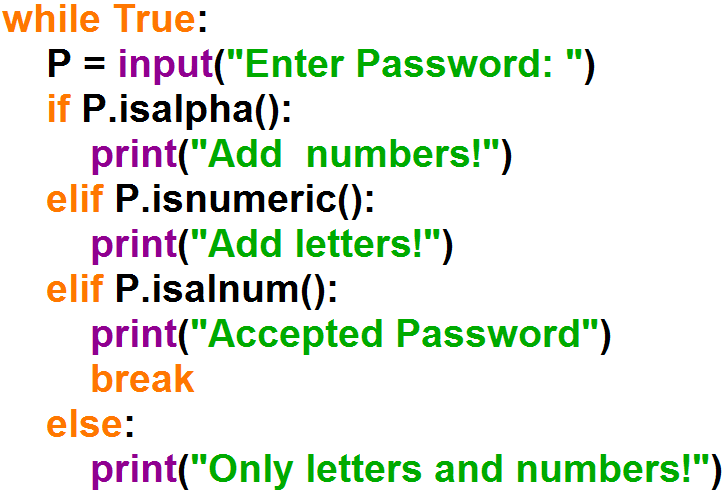 while True:
    P = input("Enter Password: ")
    if P.isalpha():
        print("Add  numbers!")
    elif P.isnumeric():
        print("Add letters!")
    elif P.isalnum():
        print("Accepted Password")
        break
    else:
        print("Only letters and numbers!")